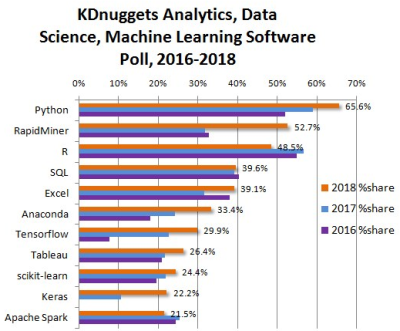 KDnuggets Analytics, Data
Science, Machine Learning Software
Poll, 2016-2018
0% 10% 20% 30% 40% 50% 60% 70%
Python 65.6%
RapidMiner 52.7%
R 48.5%
SQL 39.6%
Excel 39.1%
Anaconda 33.4%
Tensorflow 29.9%
Tableau 26.4%
scikit-learn 24.4%
Keras 22.2%
Apache Spark 21.5%
2018 %share
2017 %share
2016 %share